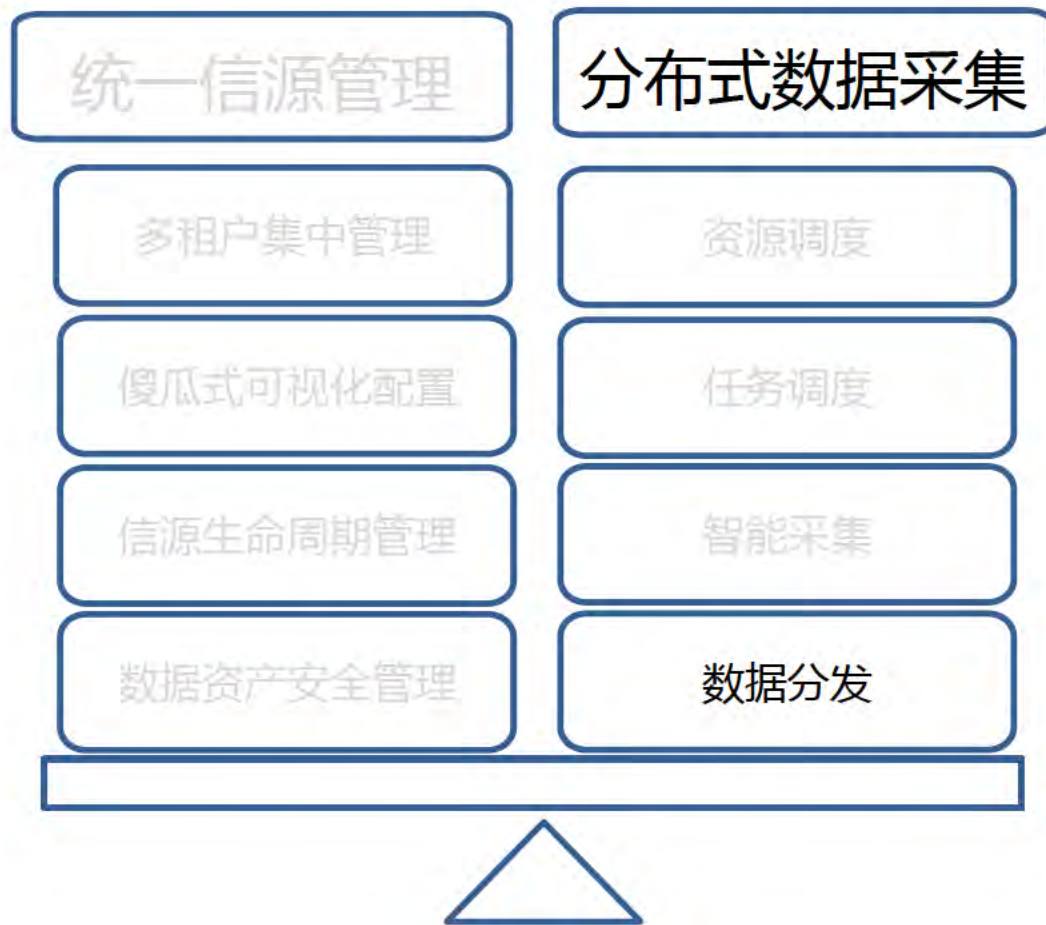 统一信源管理
分布式数据采集
多租户集中管理
资源调度
傻瓜式可视化配置
任务调度
信源生命周期管理
智能采集
数据资产安全管理
数据分发